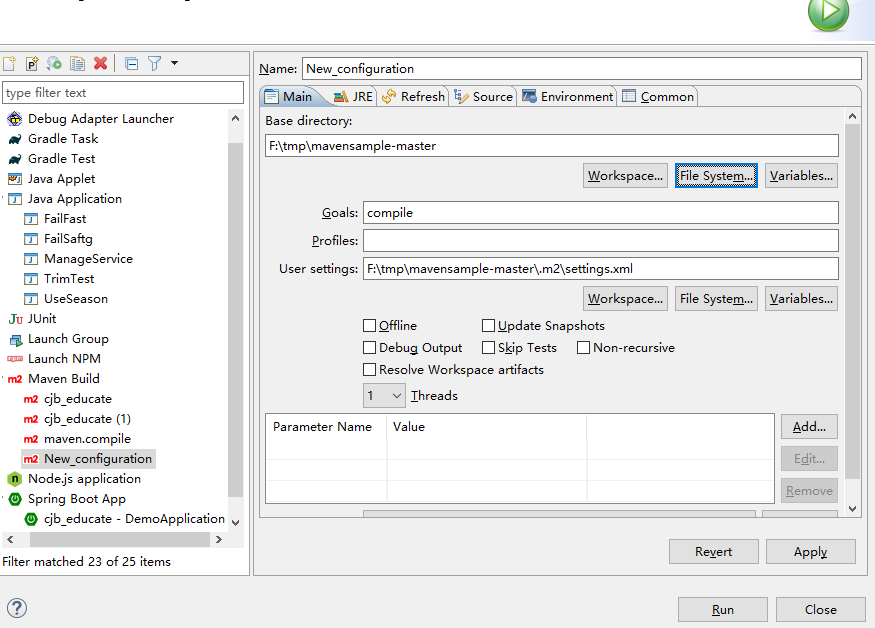 type filter text
Debug Adapter Launcher
Gradle Task
Gradle Test
Java Applet
Java Application
FailFast
FailSaftg
ManageService
TrimTest
UseSeason
JUnit
Launch Group
Launch NPM
Maven Build
cjb_educate
cjb_educate (1)
maven.compile
New_configuration
Node.js application
Spring Boot App
cjb_educate - DemoApplication
Filter matched 23 of 25 items
Name: New_configuration
Main JRE Refresh Source Environment Common
Base directory:
F:\tmp\mavensample-master
Workspace... File System... Variables...
Goals: compile
Profiles:
User settings: F:\tmp\mavensample-master\.m2\settings.xml
Workspace... File System... Variables...
Offline Update Snapshots
Debug Output Skip Tests Non-recursive
Resolve Workspace artifacts
1 Threads
Parameter Name Value
Add...
Edit...
Remove
Revert Apply
Run Close